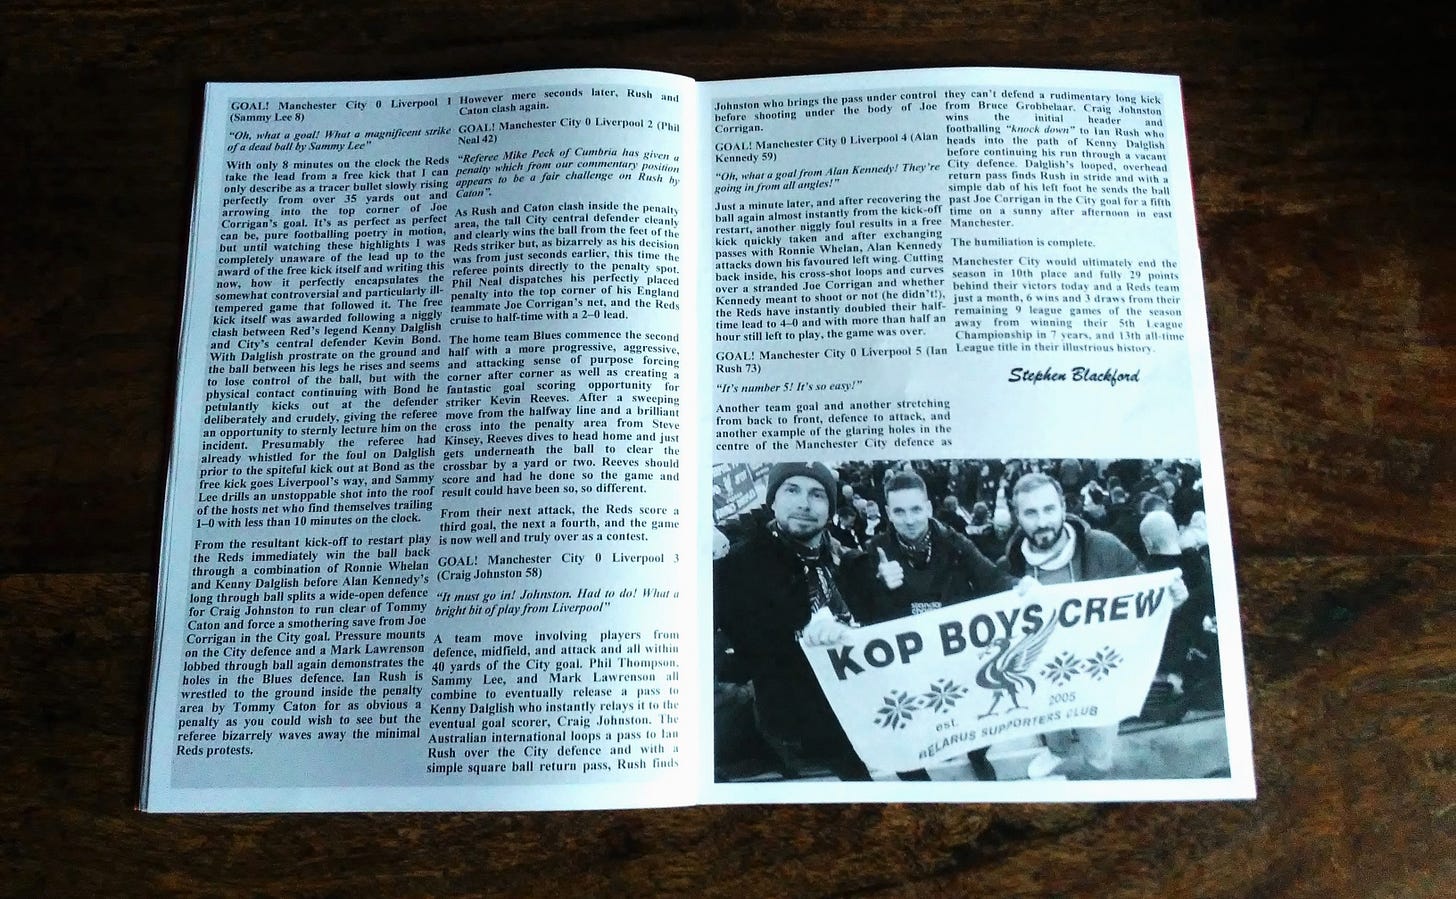 GOAL! Manchester City 0 Liverpool 1
(Sammy Lee 8)
“Oh, what a goal! What a magnificent strike
of a dead ball by Sammy Lee”
With only 8 minutes on the clock the Reds
take the lead from a free kick that I can
only describe as a tracer bullet slowly rising
perfectly from over 35 yards out and
arrowing into the top corner of Joe
Corrigan's goal. It's as perfect as perfect
can be, pure footballing poetry in motion,
but until watching these highlights I was
completely unaware of the lead up to the
award of the free kick itself and writing this
now, how it perfectly encapsulates the
somewhat controversial and particularly ill-
tempered game that followed it. The free
kick itself was awarded following a niggly
clash between Red's legend Kenny Dalglish
and City's central defender Kevin Bond.
With Dalglish prostrate on the ground and
the ball between his legs he rises and seems
to lose control of the ball, but with the
physical contact continuing with Bond he
petulantly kicks out at the defender
deliberately and crudely, giving the referee
an opportunity to sternly lecture him on the
incident. Presumably the referee had
already whistled for the foul on Dalglish
prior to the spiteful kick out at Bond as the
free kick goes Liverpool's way, and Sammy
Lee drills an unstoppable shot into the roof
of the hosts net who find themselves trailing
1–0 with less than 10 minutes on the clock.
From the resultant kick-off to restart play
the Reds immediately win the ball back
through a combination of Ronnie Whelan
and Kenny Dalglish before Alan Kennedy's
long through ball splits a wide-open defence
for Craig Johnston to run clear of Tommy
Caton and force a smothering save from Joe
Corrigan in the City goal. Pressure mounts
on the City defence and a Mark Lawrenson
lobbed through ball again demonstrates the
holes in the Blues defence. Ian Rush is
wrestled to the ground inside the penalty
area by Tommy Caton for as obvious a
penalty as you could wish to see but the
referee bizarrely waves away the minimal
Reds protests.
However mere seconds later, Rush and
Caton clash again.
GOAL! Manchester City 0 Liverpool 2 (Phil
Neal 42)
“Referee Mike Peck of Cumbria has given a
penalty which from our commentary position
appears to be a fair challenge on Rush by
Caton”.
As Rush and Caton clash inside the penalty
area, the tall City central defender cleanly
and clearly wins the ball from the feet of the
Reds striker but, as bizarrely as his decision
was from just seconds earlier, this time the
referee points directly to the penalty spot.
Phil Neal dispatches his perfectly placed
penalty into the top corner of his England
teammate Joe Corrigan's net, and the Reds
cruise to half-time with a 2–0 lead.
The home team Blues commence the second
half with a more progressive, aggressive,
and attacking sense of purpose forcing
corner after corner as well as creating a
fantastic goal scoring opportunity for
striker Kevin Reeves. After a sweeping
move from the halfway line and a brilliant
cross into the penalty area from Steve
Kinsey, Reeves dives to head home and just
gets underneath the ball to clear the
crossbar by a yard or two. Reeves should
score and had he done so the game and
result could have been so, so different.
From their next attack, the Reds score a
third goal, the next a fourth, and the game
is now well and truly over as a contest.
GOAL! Manchester City 0 Liverpool 3
(Craig Johnston 58)
“It must go in! Johnston. Had to do! What a
bright bit of play from Liverpool”
A team move involving players from
defence, midfield, and attack and all within
40 yards of the City goal. Phil Thompson,
Sammy Lee, and Mark Lawrenson all
combine to eventually release a pass to
Kenny Dalglish who instantly relays it to the
eventual goal scorer, Craig Johnston. The
Australian international loops a pass to Ian
Rush over the City defence and with a
simple square ball return pass, Rush finds
Johnston who brings the pass under control
before shooting under the body of Joe
Corrigan.
GOAL! Manchester City 0 Liverpool 4 (Alan
Kennedy 59)
“Oh, what a goal from Alan Kennedy! They're
going in from all angles!”
Just a minute later, and after recovering the
ball again almost instantly from the kick-off
restart, another niggly foul results in a free
kick quickly taken and after exchanging
passes with Ronnie Whelan, Alan Kennedy
attacks down his favoured left wing. Cutting
back inside, his cross-shot loops and curves
over a stranded Joe Corrigan and whether
Kennedy meant to shoot or not (he didn't!),
the Reds have instantly doubled their half-
time lead to 4–0 and with more than half an
hour still left to play, the game was over.
GOAL! Manchester City 0 Liverpool 5 (Ian
Rush 73)
“It's number 5! It's so easy!”
Another team goal and another stretching
from back to front, defence to attack, and
another example of the glaring holes in the
centre of the Manchester City defence as
they can't defend a rudimentary long kick
from Bruce Grobbelaar. Craig Johnston
wins the initial header and
footballing “knock down” to Ian Rush who
heads into the path of Kenny Dalglish
before continuing his run through a vacant
City defence. Dalglish's looped, overhead
return pass finds Rush in stride and with a
simple dab of his left foot he sends the ball
past Joe Corrigan in the City goal for a fifth
time on a sunny after afternoon in east
Manchester.
The humiliation is complete.
Manchester City would ultimately end the
season in 10th place and fully 29 points
behind their victors today and a Reds team
just a month, 6 wins and 3 draws from their
remaining 9 league games of the season
away from winning their 5th League
Championship in 7 years, and 13th all-time
League title in their illustrious history.
Stephen Blackford
KOP BOYS CREW
est. 2005
BELARUS SUPPORTERS CLUB